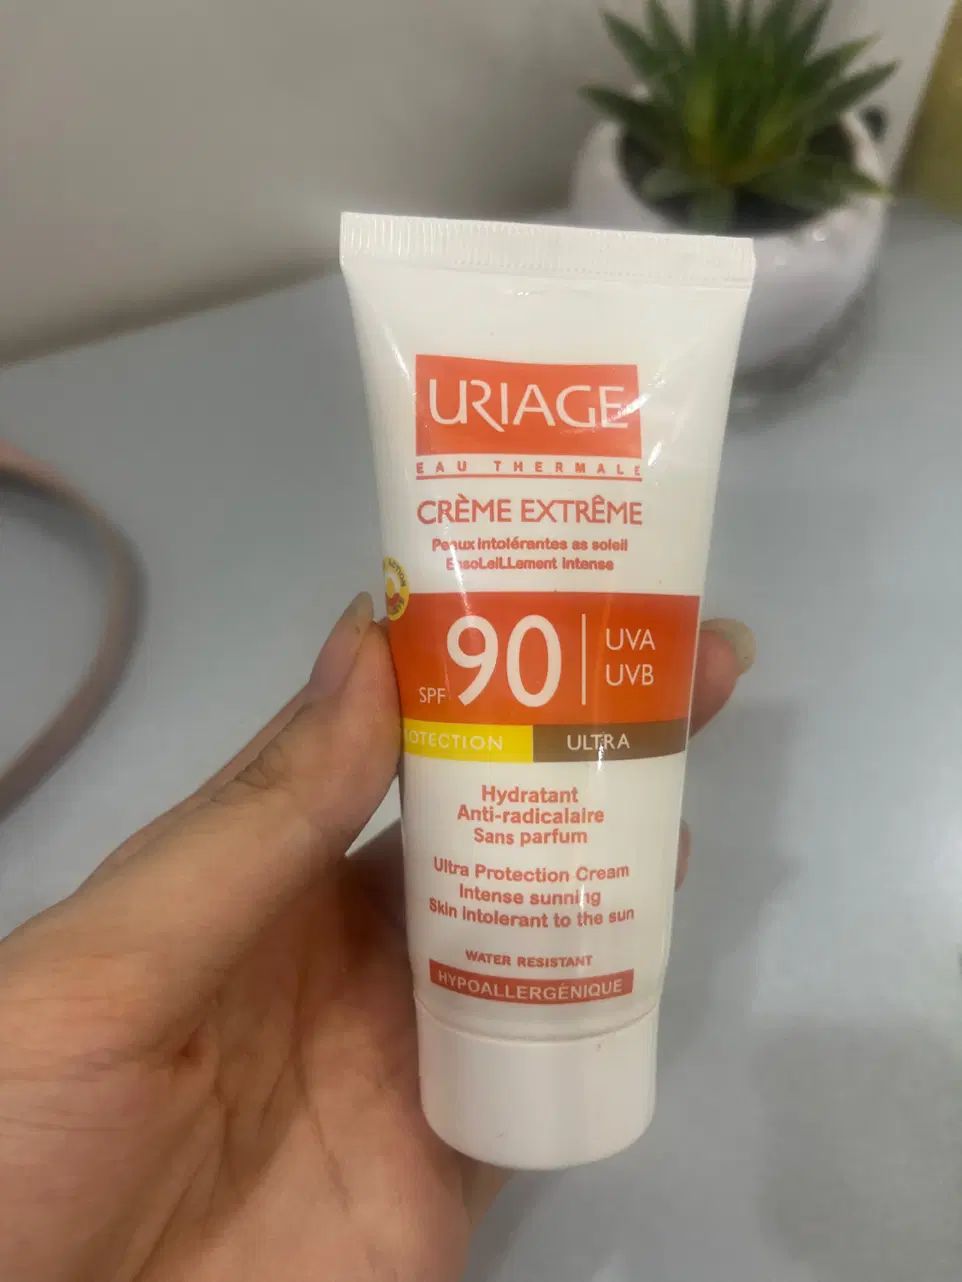 URIAGE
EAU THERMALE
CRÈME EXTRÊME
Peaux intolérantes as soleil
EnsoLeiLLement intense
SPF 90
UVA
UVB
OTECTION
ULTRA
Hydratant
Anti-radicalaire
Sans parfum
Ultra Protection Cream
Intense sunning
Skin intolerant to the sun
WATER RESISTANT
HYPOALLERGÉNIQUE